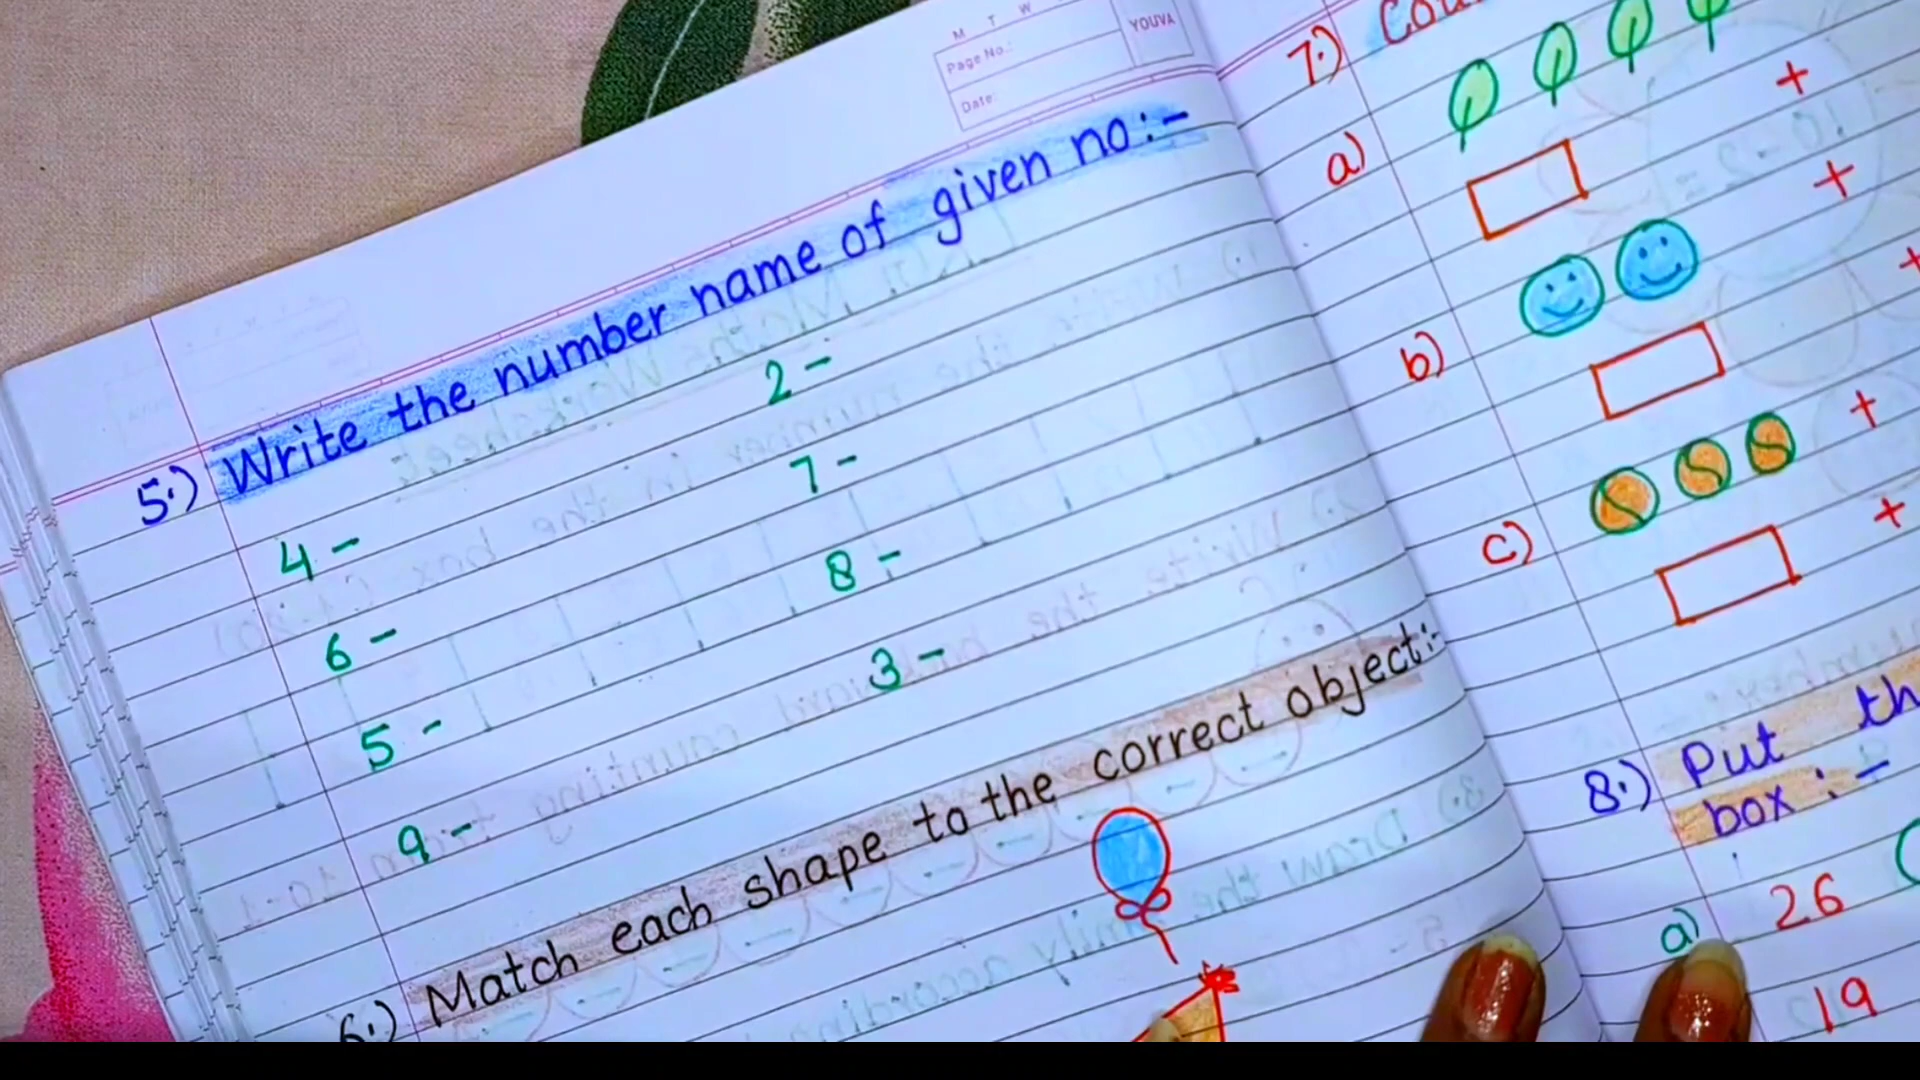 M T W
Page No.:
YOUVA
Date:
5.) Write the number name of given no:-
4 - 2 -
6 - 7 -
5 - 8 -
9 - 3 -
6.) Match each shape to the correct object:-
7.)
a)
+
+
b)
+
c)
+
+
8.) Put
box :-
a) 26
19